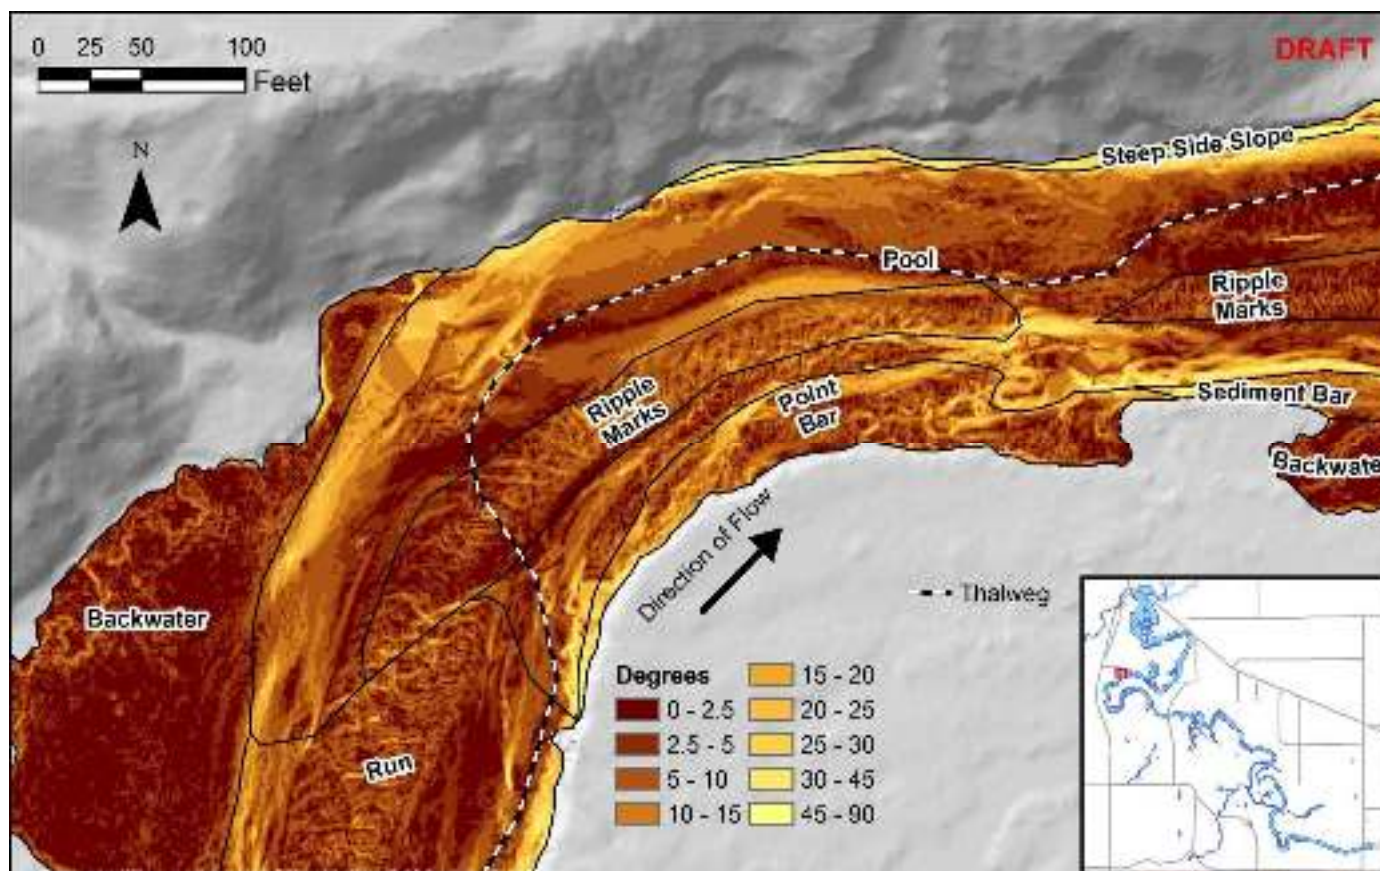 0 25 50 100
Feet
DRAFT
N
Steep Side Slope
Pool
Ripple
Marks
Ripple
Marks
Point
Bar
Sediment Bar
Backwate
Direction of Flow
Thalweg
Backwater
Run
Degrees
0 - 2.5
2.5 - 5
5 - 10
10 - 15
15 - 20
20 - 25
25 - 30
30 - 45
45 - 90